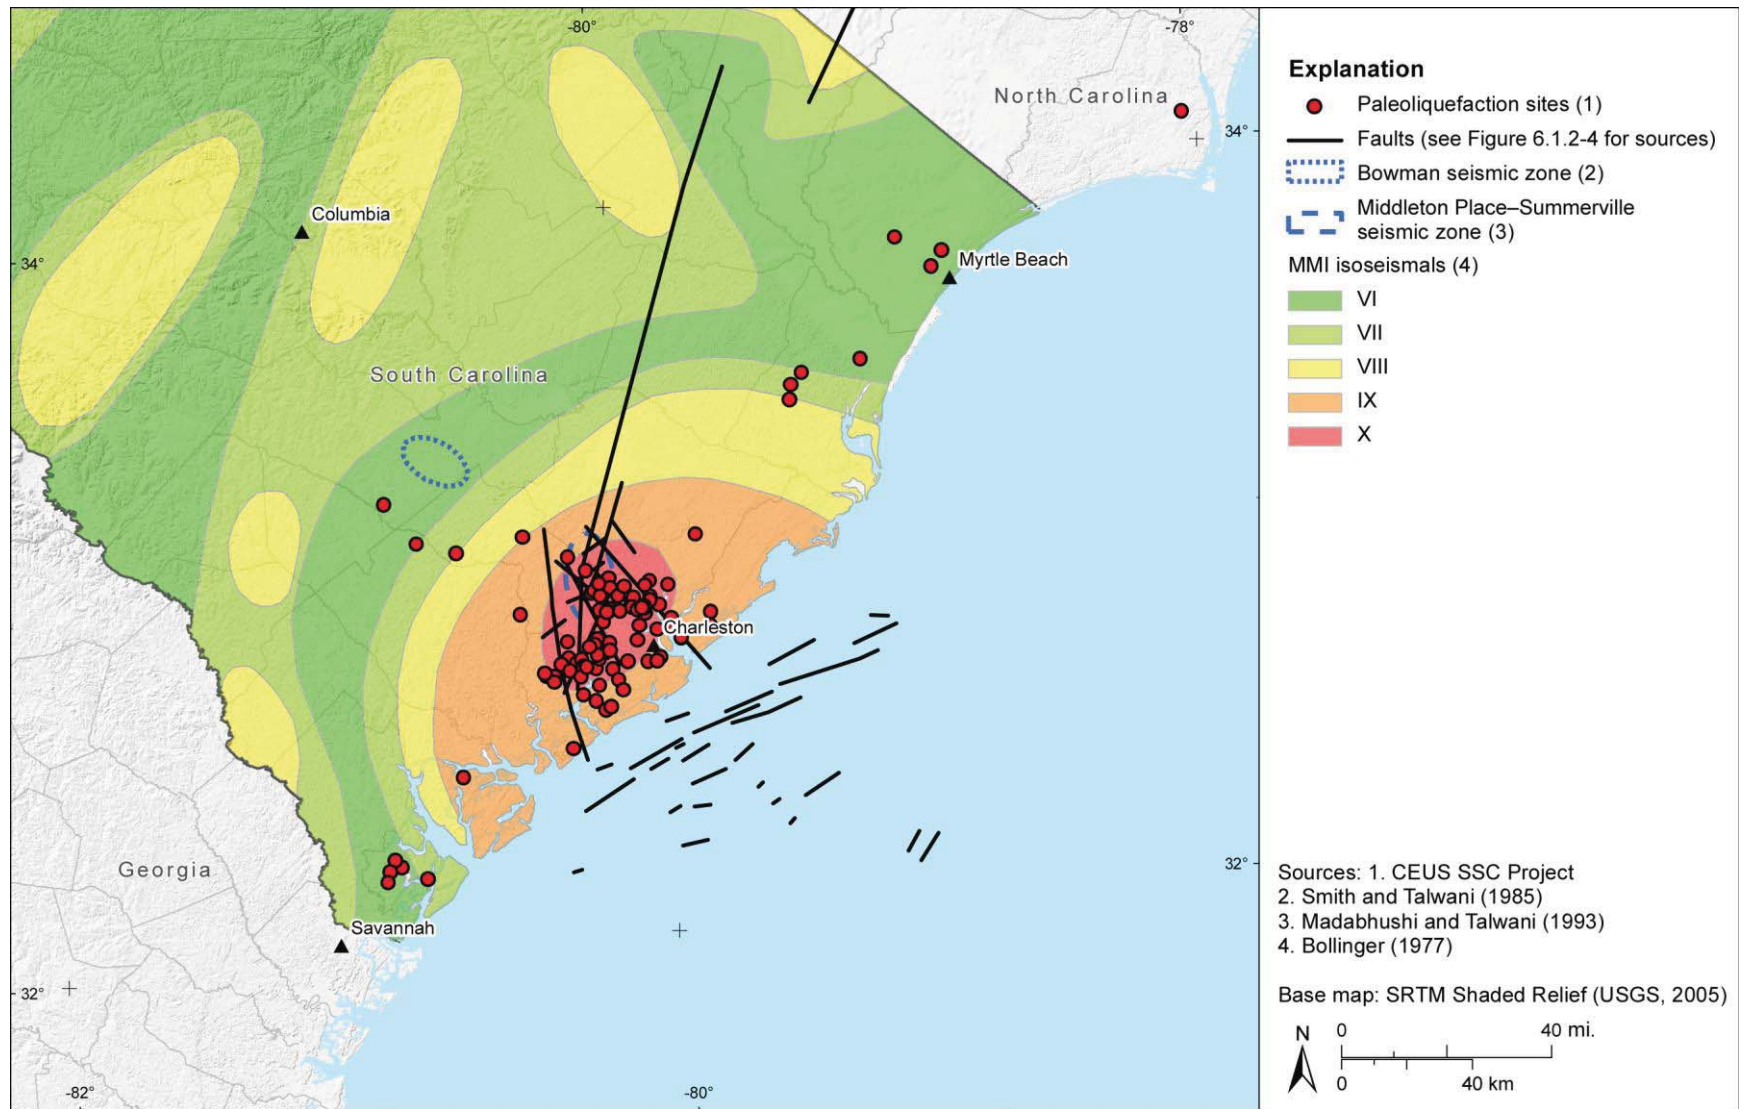 -80°
-78°
North Carolina
34°
Columbia
34°
Myrtle Beach
South Carolina
Charleston
32°
Georgia
Savannah
32°
-82°
-80°
Explanation
Paleoliquefaction sites (1)
Faults (see Figure 6.1.2-4 for sources)
Bowman seismic zone (2)
Middleton Place–Summerville
seismic zone (3)
MMI isoseismals (4)
VI
VII
VIII
IX
X
Sources: 1. CEUS SSC Project
2. Smith and Talwani (1985)
3. Madabhushi and Talwani (1993)
4. Bollinger (1977)
Base map: SRTM Shaded Relief (USGS, 2005)
N
0 40 mi.
0 40 km